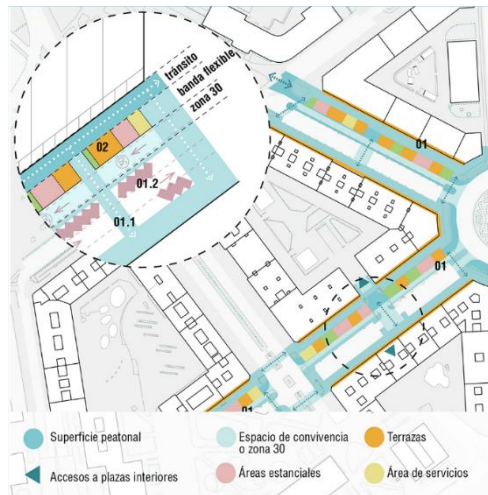 tránsito
banda flexible
zona 30
02
01.2
01.1
01
01
01
Superficie peatonal
Espacio de convivencia
o zona 30
Terrazas
Accesos a plazas interiores
Áreas estanciales
Área de servicios